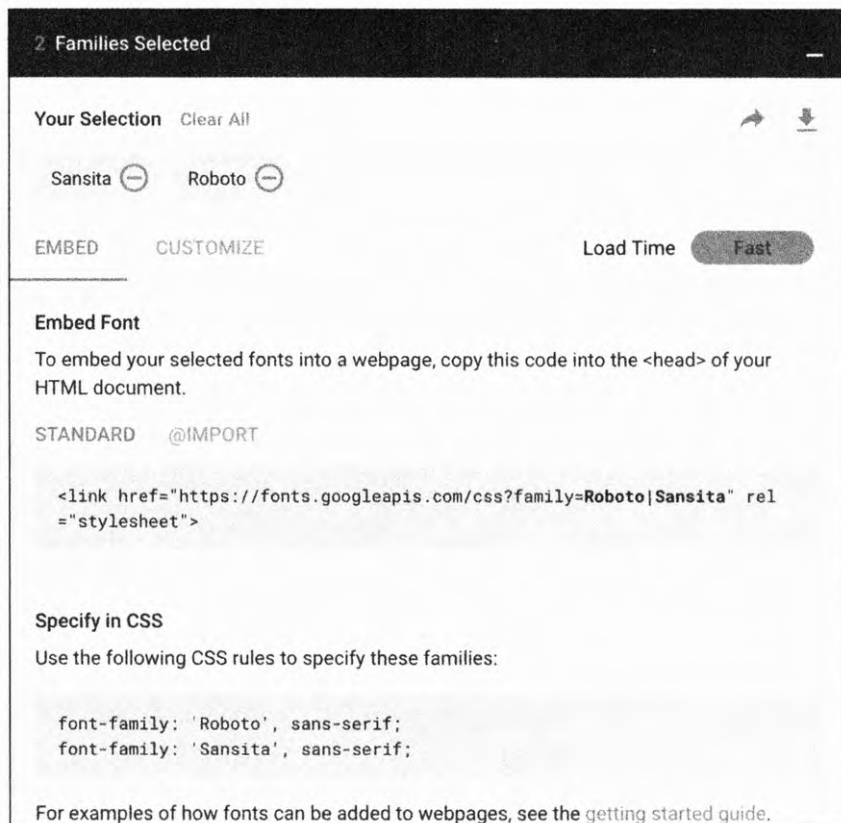 2 Families Selected
Your Selection Clear All
Sansita Roboto
EMBED CUSTOMIZE Load Time Fast
Embed Font
To embed your selected fonts into a webpage, copy this code into the <head> of your
HTML document.
STANDARD @IMPORT
<link href="https://fonts.googleapis.com/css?family=Roboto|Sansita" rel
="stylesheet">
Specify in CSS
Use the following CSS rules to specify these families:
font-family: 'Roboto', sans-serif;
font-family: 'Sansita', sans-serif;
For examples of how fonts can be added to webpages, see the getting started guide.